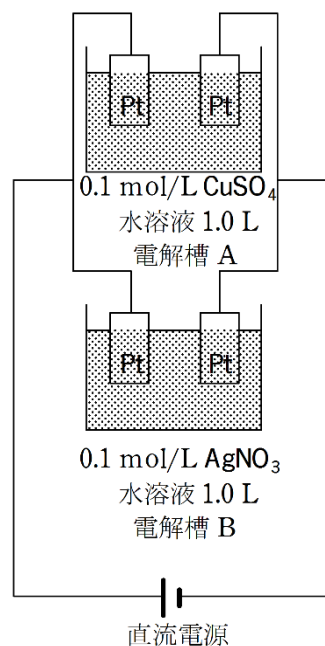 Pt Pt
0.1 mol/L CuSO₄
水溶液 1.0 L
電解槽 A
Pt Pt
0.1 mol/L AgNO₃
水溶液 1.0 L
電解槽 B
直流電源